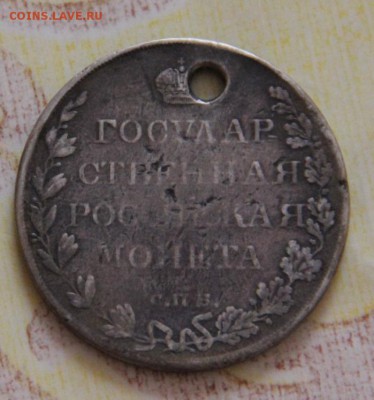 COINS.LAVE.RU
ГОСУДАР
СТВЕННАЯ
РОССІЙСКАЯ
МОНЕТА
С.П.Б.